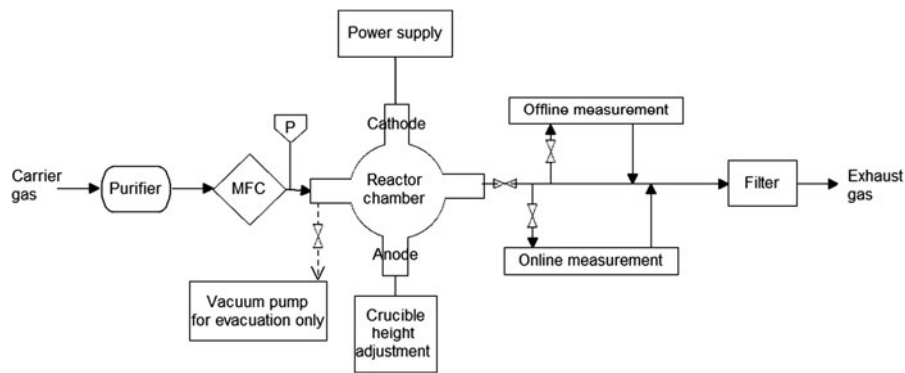 Power supply
Cathode
Offline measurement
P
Carrier
gas
Purifier
MFC
Reactor
chamber
Filter
Exhaust
gas
Anode
Online measurement
Vacuum pump
for evacuation only
Crucible
height
adjustment